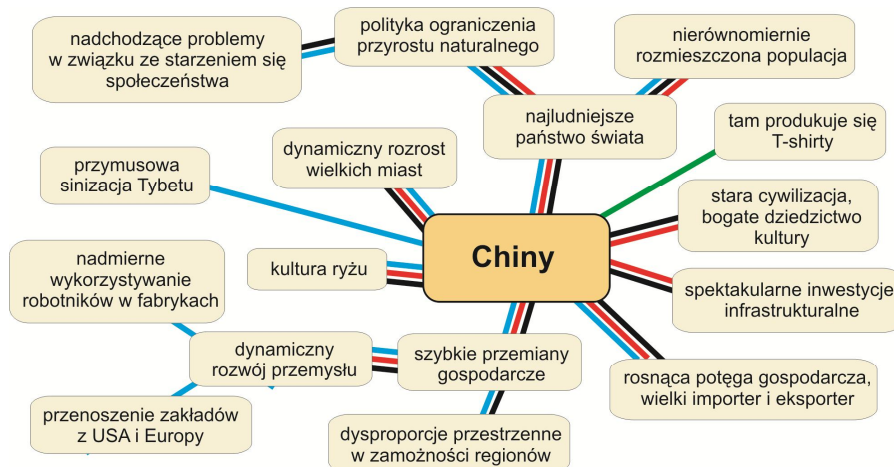 nadchodzące problemy
w związku ze starzeniem się
społeczeństwa
polityka ograniczenia
przyrostu naturalnego
nierównomiernie
rozmieszczona populacja
najludniejsze
państwo świata
tam produkuje się
T-shirty
dynamiczny rozrost
wielkich miast
przymusowa
sinizacja Tybetu
stara cywilizacja,
bogate dziedzictwo
kultury
Chiny
kultura ryżu
nadmierne
wykorzystywanie
robotników w fabrykach
spektakularne inwestycje
infrastrukturalne
dynamiczny
rozwój przemysłu
szybkie przemiany
gospodarcze
rosnąca potęga gospodarcza,
wielki importer i eksporter
przenoszenie zakładów
z USA i Europy
dysproporcje przestrzenne
w zamożności regionów